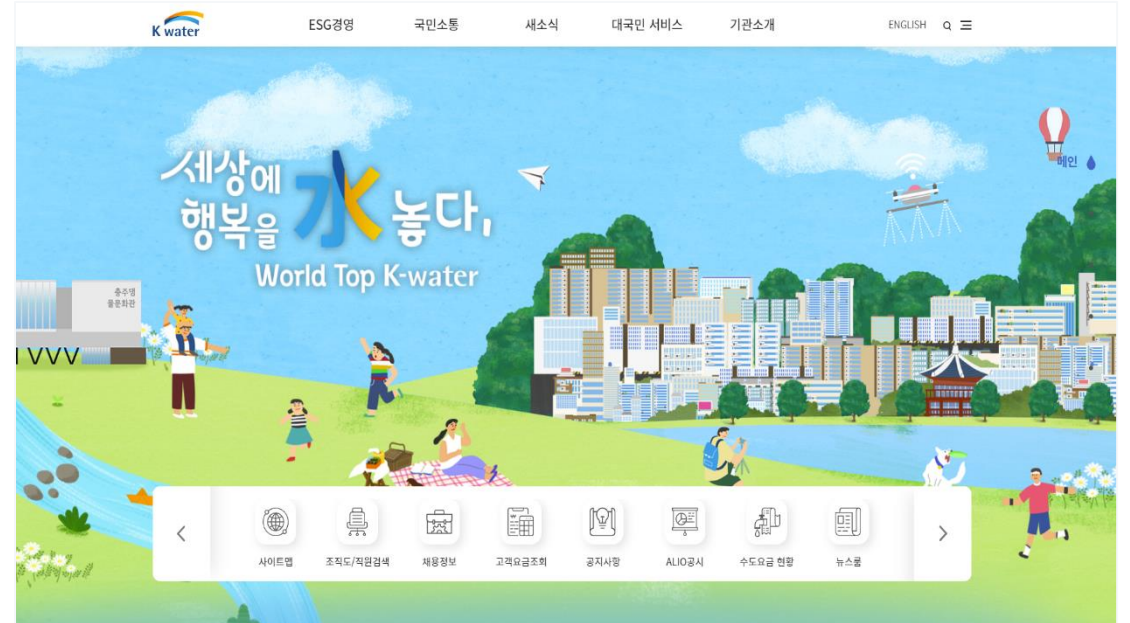 K water
ESG경영 국민소통 새소식 대국민 서비스 기관소개 ENGLISH
세상에
행복을 水 놓다,
World Top K-water
메인
충주댐
물문화관
사이트맵 조직도/직원검색 채용정보 고객요금조회 공지사항 ALIO공시 수도요금 현황 뉴스룸